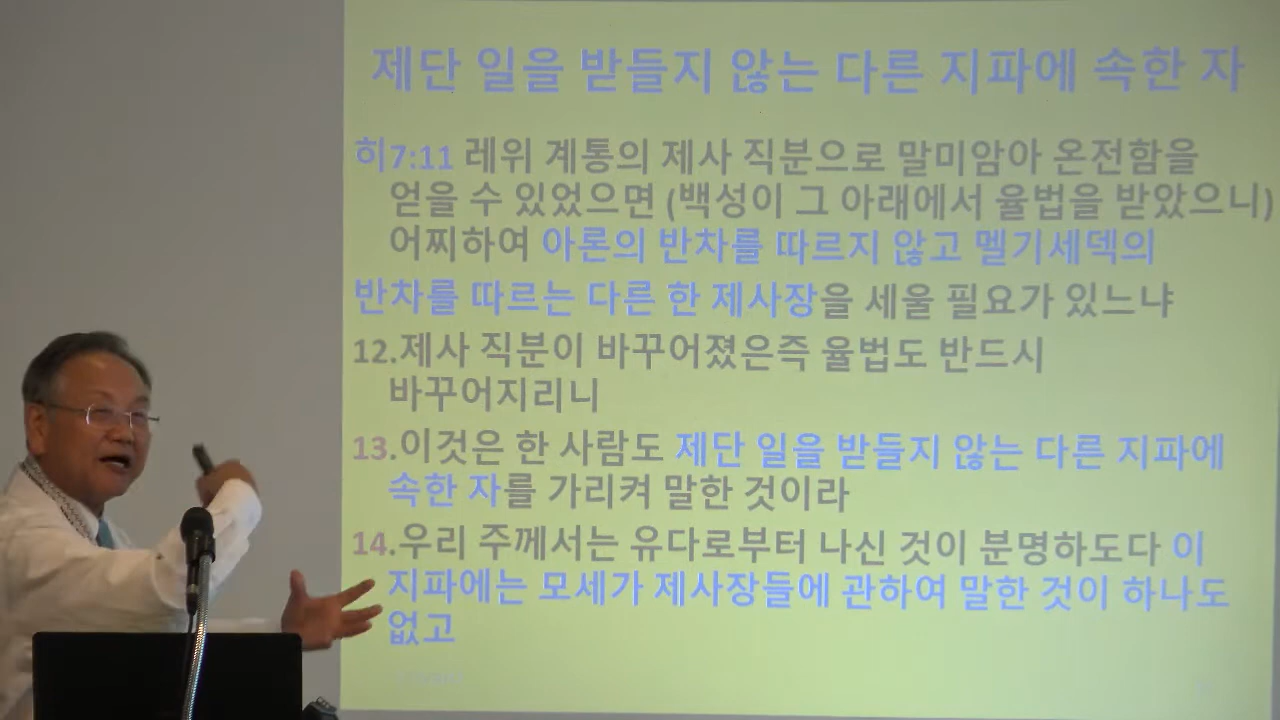 제단 일을 받들지 않는 다른 지파에 속한 자
히7:11 레위 계통의 제사 직분으로 말미암아 온전함을
얻을 수 있었으면 (백성이 그 아래에서 율법을 받았으니)
어찌하여 아론의 반차를 따르지 않고 멜기세덱의
반차를 따르는 다른 한 제사장을 세울 필요가 있느냐
12.제사 직분이 바꾸어졌은즉 율법도 반드시
바꾸어지리니
13.이것은 한 사람도 제단 일을 받들지 않는 다른 지파에
속한 자를 가리켜 말한 것이라
14.우리 주께서는 유다로부터 나신 것이 분명하도다 이
지파에는 모세가 제사장들에 관하여 말한 것이 하나도
없고